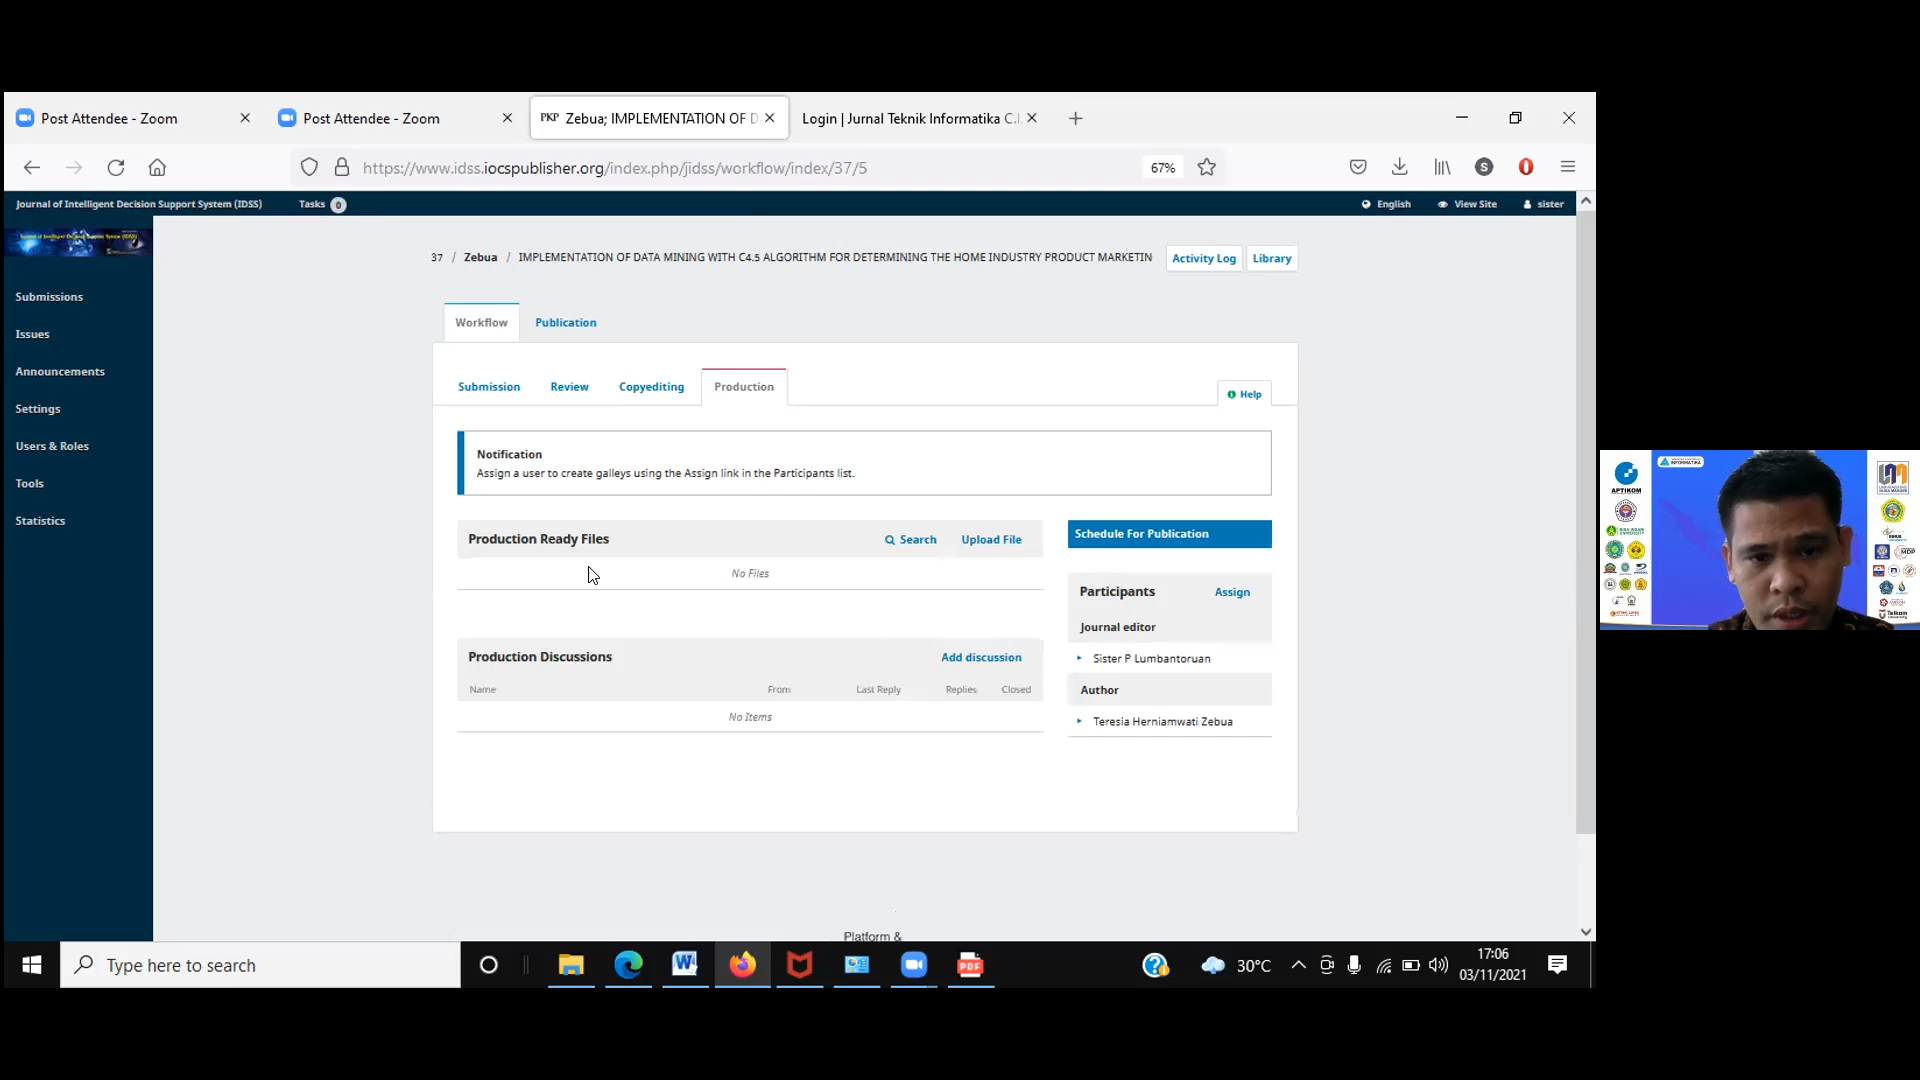 Post Attendee - Zoom
Post Attendee - Zoom
PKP Zebua; IMPLEMENTATION OF D
Login | Jurnal Teknik Informatika C.I.
https://www.idss.iocspublisher.org/index.php/jidss/workflow/index/37/5
67%
S
Journal of Intelligent Decision Support System (IDSS)
Tasks 0
English
View Site
sister
Submissions
Issues
Announcements
Settings
Users & Roles
Tools
Statistics
37 / Zebua / IMPLEMENTATION OF DATA MINING WITH C4.5 ALGORITHM FOR DETERMINING THE HOME INDUSTRY PRODUCT MARKETIN
Activity Log
Library
Workflow
Publication
Submission
Review
Copyediting
Production
Help
Notification
Assign a user to create galleys using the Assign link in the Participants list.
Production Ready Files
Search
Upload File
No Files
Schedule For Publication
Participants
Assign
Journal editor
Sister P Lumbantoruan
Author
Teresia Herniamwati Zebua
Production Discussions
Add discussion
Name
From
Last Reply
Replies
Closed
No Items
Platform &
Type here to search
PDF
30°C
17:06
03/11/2021
APTIKOM
INFORMATIKA
MDP
Telkom